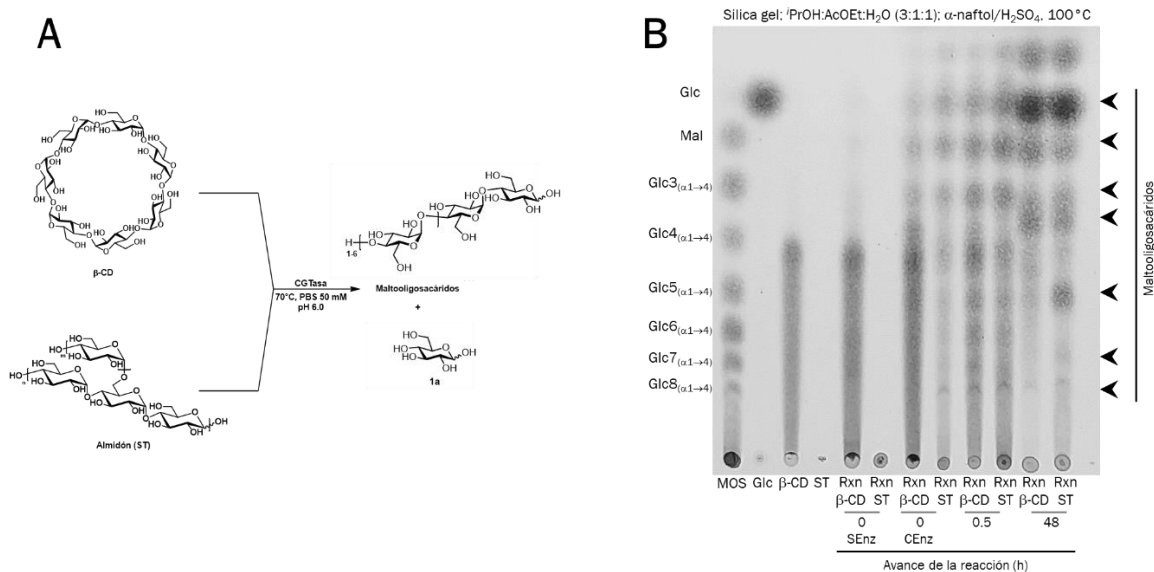 A
β-CD
Almidón (ST)
CGTasa
70°C, PBS 50 mM
pH 6.0
1-6
Maltooligosacáridos
+
1a
B
Silica gel; ⁱPrOH:AcOEt:H₂O (3:1:1); α-naftol/H₂SO₄. 100°C
Glc
Mal
Glc3(α1→4)
Glc4(α1→4)
Glc5(α1→4)
Glc6(α1→4)
Glc7(α1→4)
Glc8(α1→4)
Maltooligosacáridos
MOS Glc β-CD ST Rxn Rxn Rxn Rxn Rxn Rxn Rxn Rxn
β-CD ST β-CD ST β-CD ST β-CD ST
0 0 0.5 48
SEnz CEnz
Avance de la reacción (h)